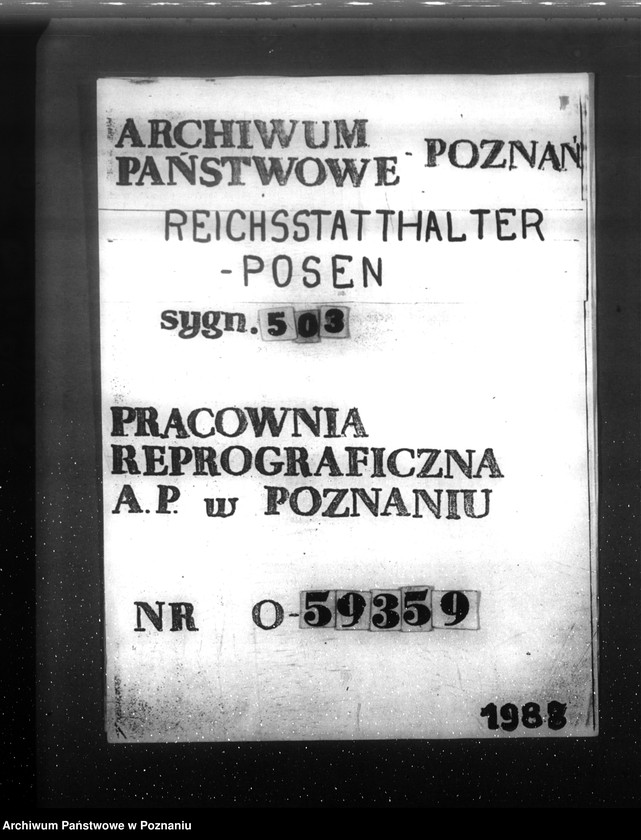 ARCHIWUM
PAŃSTWOWE - POZNAŃ
REICHSSTATTHALTER
-POSEN
sygn. 503
PRACOWNIA
REPROGRAFICZNA
A.P. w POZNANIU
NR O-59359
1988
Archiwum Państwowe w Poznaniu